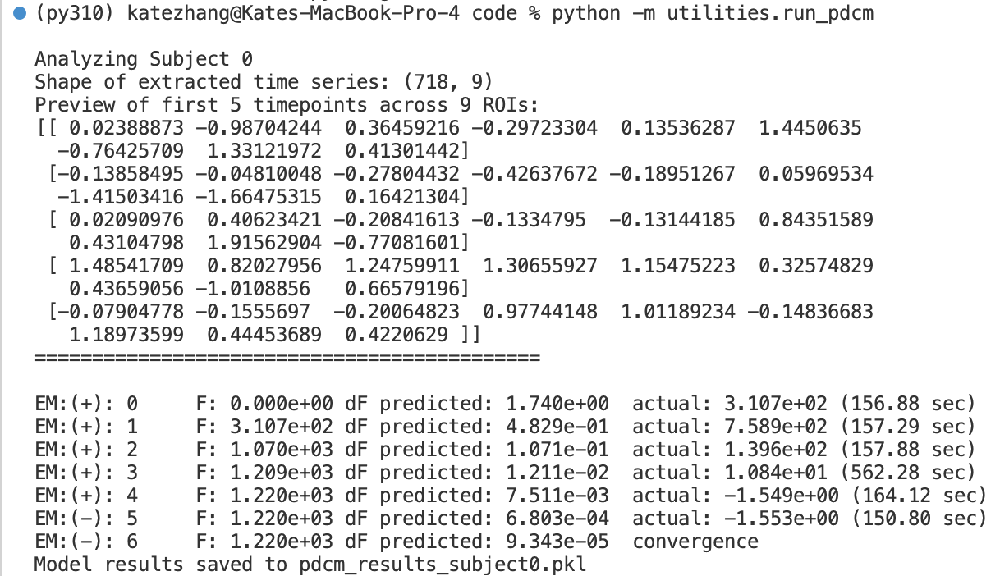 (py310) katezhang@Kates-MacBook-Pro-4 code % python -m utilities.run_pdcm
Analyzing Subject 0
Shape of extracted time series: (718, 9)
Preview of first 5 timepoints across 9 ROIs:
[[ 0.02388873 -0.98704244  0.36459216 -0.29723304  0.13536287  1.4450635
  -0.76425709  1.33121972  0.41301442]
 [-0.13858495 -0.04810048 -0.27804432 -0.42637672 -0.18951267  0.05969534
  -1.41503416 -1.66475315  0.16421304]
 [ 0.02090976  0.40623421 -0.20841613 -0.1334795  -0.13144185  0.84351589
   0.43104798  1.91562904 -0.77081601]
 [ 1.48541709  0.82027956  1.24759911  1.30655927  1.15475223  0.32574829
   0.43659056 -1.0108856   0.66579196]
 [-0.07904778 -0.1555697  -0.20064823  0.97744148  1.01189234 -0.14836683
   1.18973599  0.44453689  0.4220629 ]]
============================================
EM:(+): 0     F: 0.000e+00 dF predicted: 1.740e+00  actual: 3.107e+02 (156.88 sec)
EM:(+): 1     F: 3.107e+02 dF predicted: 4.829e-01  actual: 7.589e+02 (157.29 sec)
EM:(+): 2     F: 1.070e+03 dF predicted: 1.071e-01  actual: 1.396e+02 (157.88 sec)
EM:(+): 3     F: 1.209e+03 dF predicted: 1.211e-02  actual: 1.084e+01 (562.28 sec)
EM:(+): 4     F: 1.220e+03 dF predicted: 7.511e-03  actual: -1.549e+00 (164.12 sec)
EM:(-): 5     F: 1.220e+03 dF predicted: 6.803e-04  actual: -1.553e+00 (150.80 sec)
EM:(-): 6     F: 1.220e+03 dF predicted: 9.343e-05  convergence
Model results saved to pdcm_results_subject0.pkl